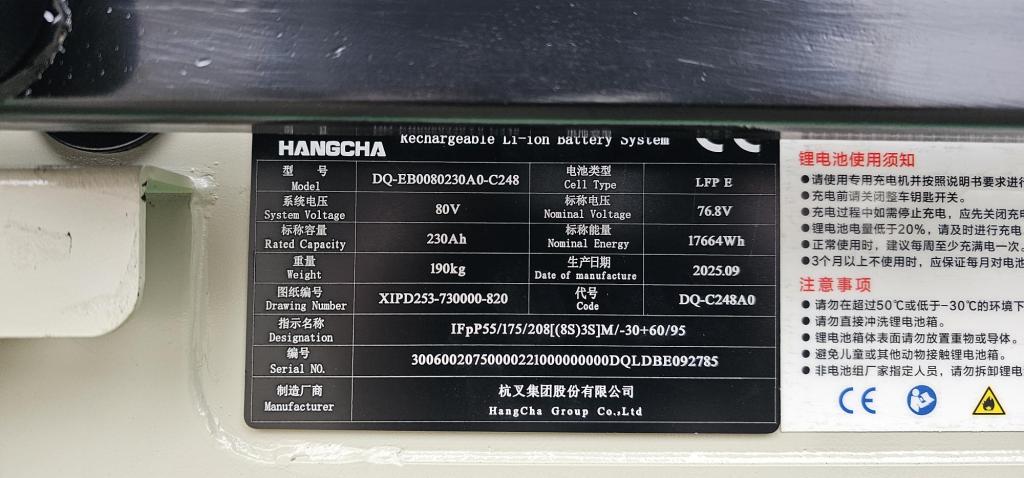 HANGCHA Rechargeable Li-ion Battery System CE
型 号 Model DQ-EB0080230A0-C248 电池类型 Cell Type LFP E
系统电压 System Voltage 80V 标称电压 Nominal Voltage 76.8V
标称容量 Rated Capacity 230Ah 标称能量 Nominal Energy 17664Wh
重量 Weight 190kg 生产日期 Date of manufacture 2025.09
图纸编号 Drawing Number XIPD253-730000-820 代号 Code DQ-C248A0
指示名称 Designation IFpP55/175/208[(8S)3S]M/-30+60/95
编号 Serial NO. 30060020750000221000000000DQLDBE092785
制造厂商 Manufacturer 杭叉集团股份有限公司
HangCha Group Co.,Ltd
锂电池使用须知
●请使用专用充电机并按照说明书要求进行
●充电前请关闭整车钥匙开关。
●充电过程中如需停止充电，应先关闭充电
●锂电池电量低于20%，请及时进行充电
●正常使用时，建议每周至少充满电一次
●3个月以上不使用时，应保证每月对电池
注意事项
●请勿在超过50℃或低于-30℃的环境下
●请勿直接冲洗锂电池箱。
●锂电池箱体表面请勿放置重物或导体。
●避免儿童或其他动物接触锂电池箱。
●非电池组厂家指定人员，请勿拆卸锂电
CE